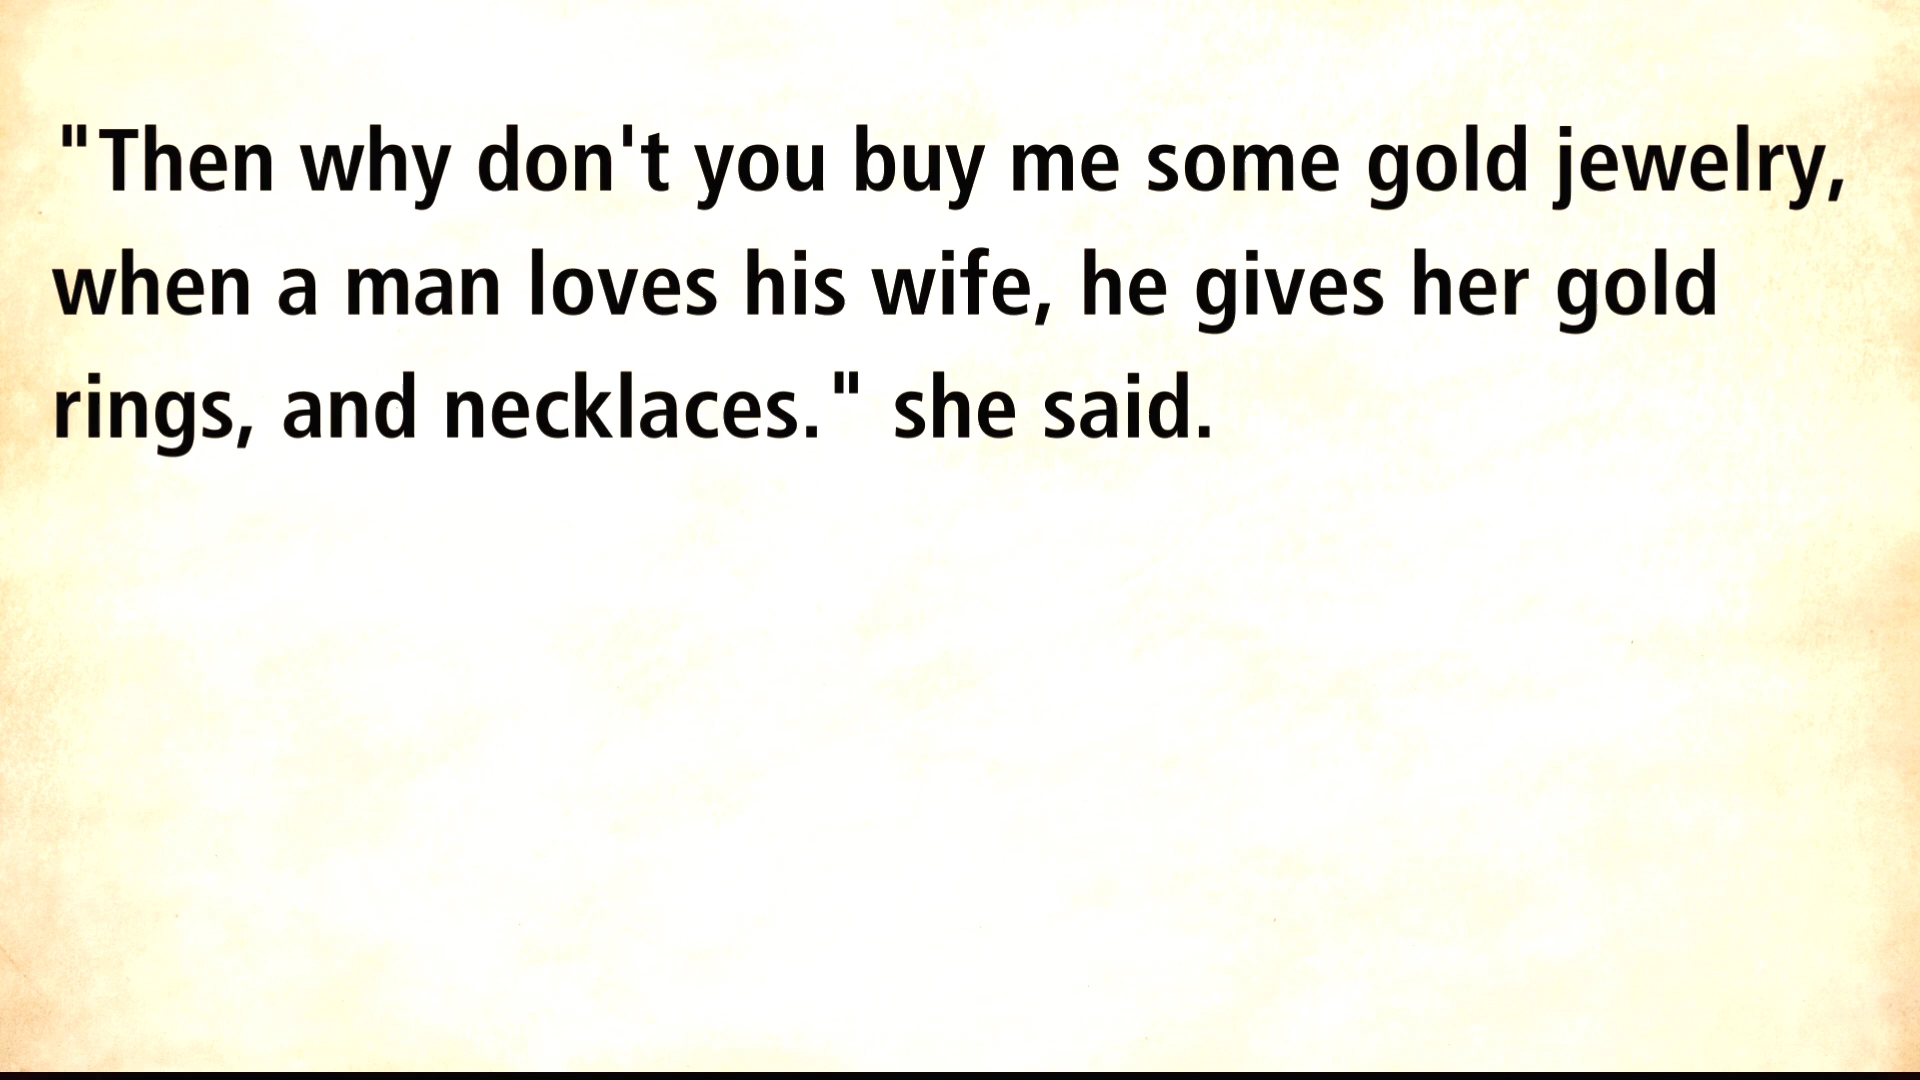 "Then why don't you buy me some gold jewelry,
when a man loves his wife, he gives her gold
rings, and necklaces." she said.